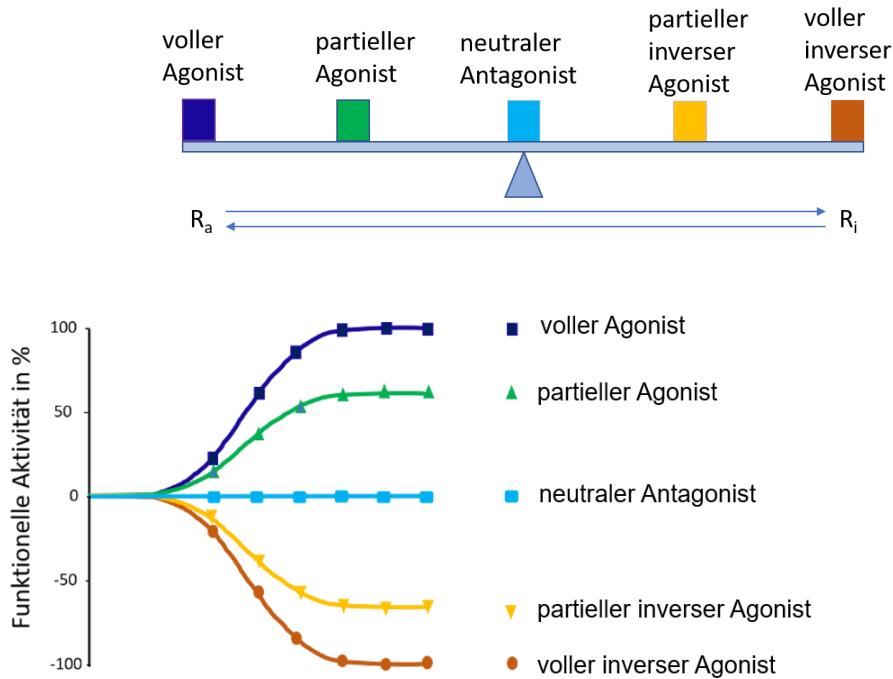 voller
Agonist
partieller
Agonist
neutraler
Antagonist
partieller
inverser
Agonist
voller
inverser
Agonist
Rₐ
Rᵢ
Funktionelle Aktivität in %
100
50
0
-50
-100
voller Agonist
partieller Agonist
neutraler Antagonist
partieller inverser Agonist
voller inverser Agonist